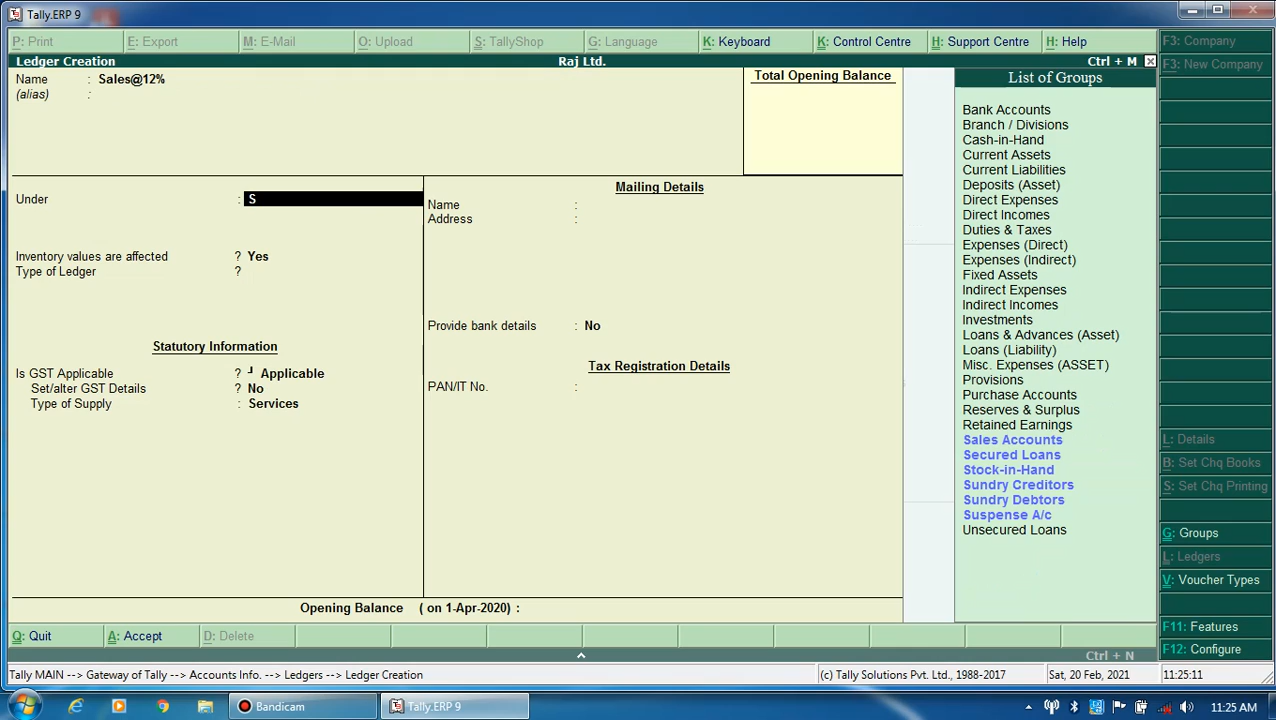 Tally.ERP 9
P: Print
E: Export
M: E-Mail
O: Upload
S: TallyShop
G: Language
K: Keyboard
K: Control Centre
H: Support Centre
H: Help
F3: Company
F3: New Company
Ledger Creation
Raj Ltd.
Ctrl + M
Name : Sales@12%
(alias) :
Total Opening Balance
List of Groups
Under : S
Inventory values are affected ? Yes
Type of Ledger ?
Statutory Information
Is GST Applicable ? ┘ Applicable
Set/alter GST Details ? No
Type of Supply : Services
Mailing Details
Name :
Address :
Provide bank details : No
Tax Registration Details
PAN/IT No. :
Opening Balance ( on 1-Apr-2020) :
Bank Accounts
Branch / Divisions
Cash-in-Hand
Current Assets
Current Liabilities
Deposits (Asset)
Direct Expenses
Direct Incomes
Duties & Taxes
Expenses (Direct)
Expenses (Indirect)
Fixed Assets
Indirect Expenses
Indirect Incomes
Investments
Loans & Advances (Asset)
Loans (Liability)
Misc. Expenses (ASSET)
Provisions
Purchase Accounts
Reserves & Surplus
Retained Earnings
Sales Accounts
Secured Loans
Stock-in-Hand
Sundry Creditors
Sundry Debtors
Suspense A/c
Unsecured Loans
L: Details
B: Set Chq Books
S: Set Chq Printing
G: Groups
L: Ledgers
V: Voucher Types
F11: Features
F12: Configure
Q: Quit
A: Accept
D: Delete
Ctrl + N
Tally MAIN --> Gateway of Tally --> Accounts Info. --> Ledgers --> Ledger Creation
(c) Tally Solutions Pvt. Ltd., 1988-2017
Sat, 20 Feb, 2021
11:25:11
Bandicam
Tally.ERP 9
11:25 AM